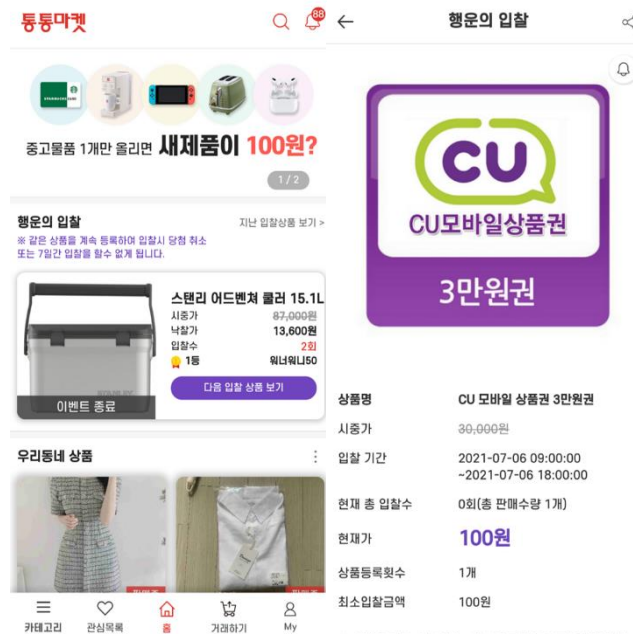 통통마켓
88
중고물품 1개만 올리면 새제품이 100원?
1 / 2
행운의 입찰
지난 입찰상품 보기 >
※ 같은 상품을 계속 등록하여 입찰시 당첨 취소
또는 7일간 입찰을 할수 없게 됩니다.
스탠리 어드벤쳐 쿨러 15.1L
시중가 87,000원
낙찰가 13,600원
입찰수 2회
1등 워너워니50
다음 입찰 상품 보기
이벤트 종료
우리동네 상품
카테고리
관심목록
홈
거래하기
My
행운의 입찰
CU
CU모바일상품권
3만원권
상품명 CU 모바일 상품권 3만원권
시중가 30,000원
입찰 기간 2021-07-06 09:00:00
~2021-07-06 18:00:00
현재 총 입찰수 0회(총 판매수량 1개)
현재가 100원
상품등록횟수 1개
최소입찰금액 100원